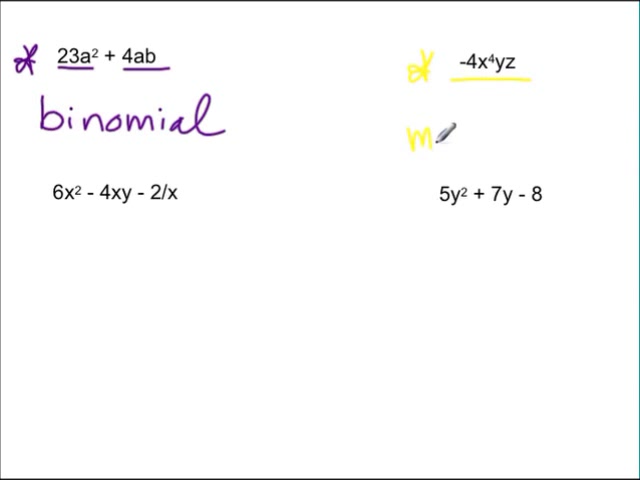 23a² + 4ab
binomial
-4x⁴yz
m
6x² - 4xy - 2/x
5y² + 7y - 8